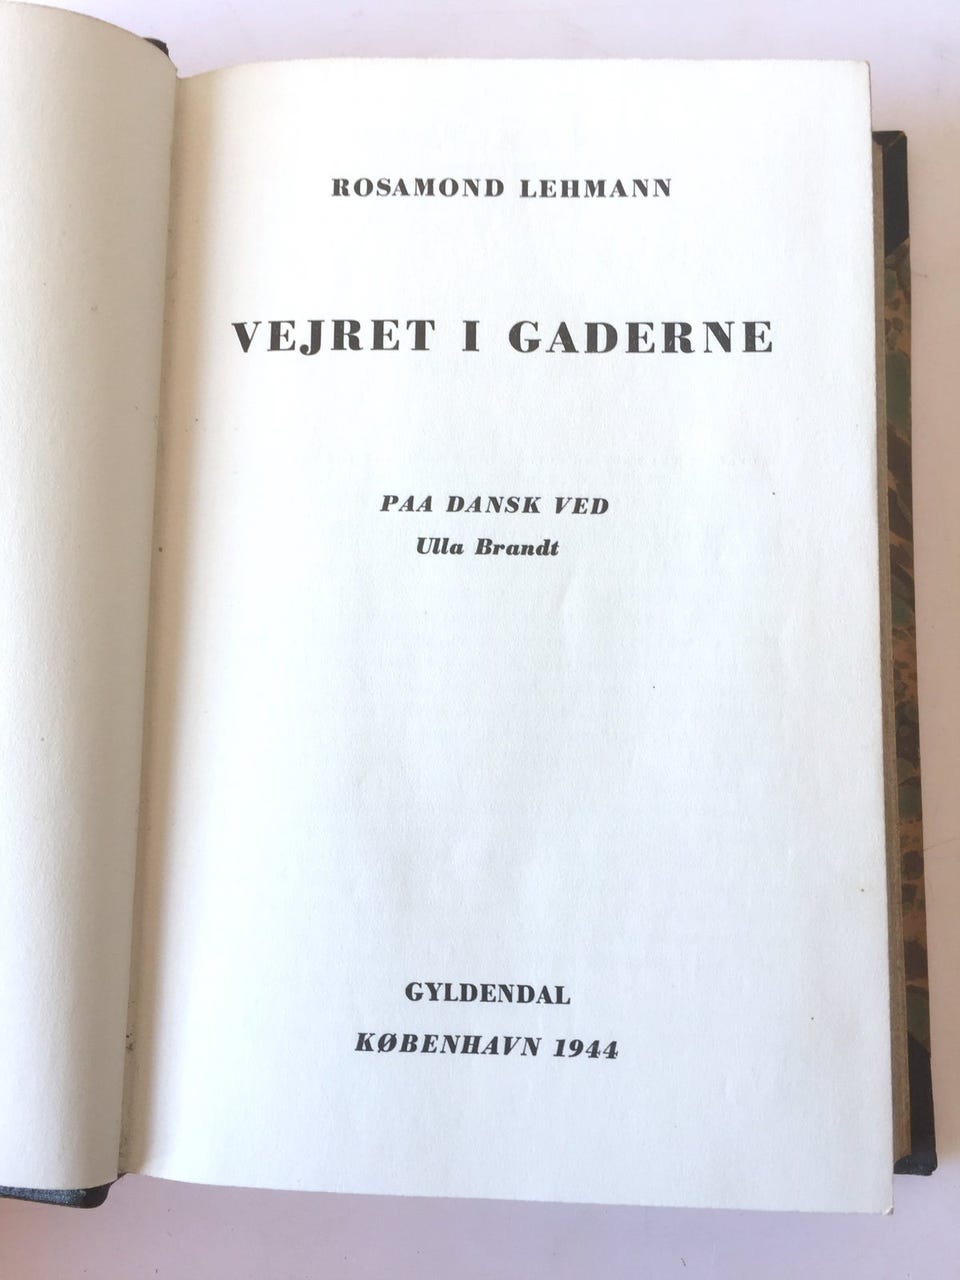 ROSAMOND LEHMANN
VEJRET I GADERNE
PAA DANSK VED
Ulla Brandt
GYLDENDAL
KØBENHAVN 1944